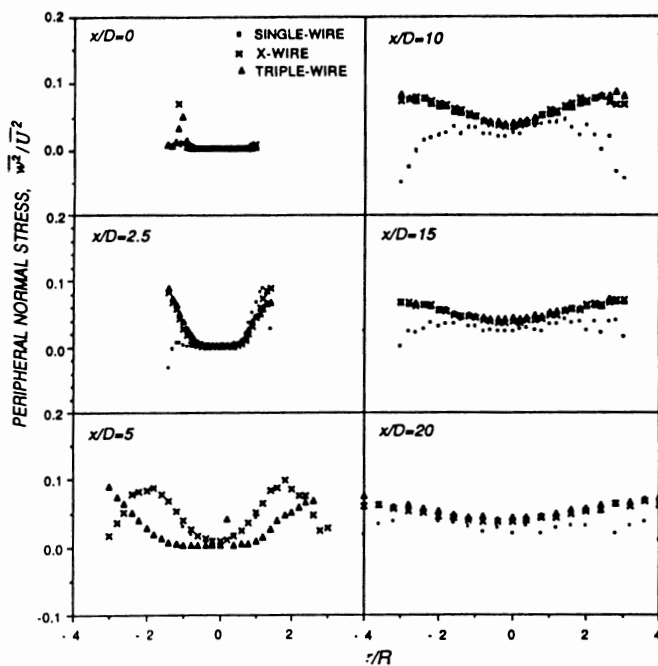 0.2
x/D=0
SINGLE-WIRE
X-WIRE
TRIPLE-WIRE
x/D=10
0.1
0.0
PERIPHERAL NORMAL STRESS, w²/U²
0.2
x/D=2.5
x/D=15
0.1
0.0
0.2
x/D=5
x/D=20
0.1
0.0
-0.1
-4 -2 0 2 -4 -2 0 2 4
r/R